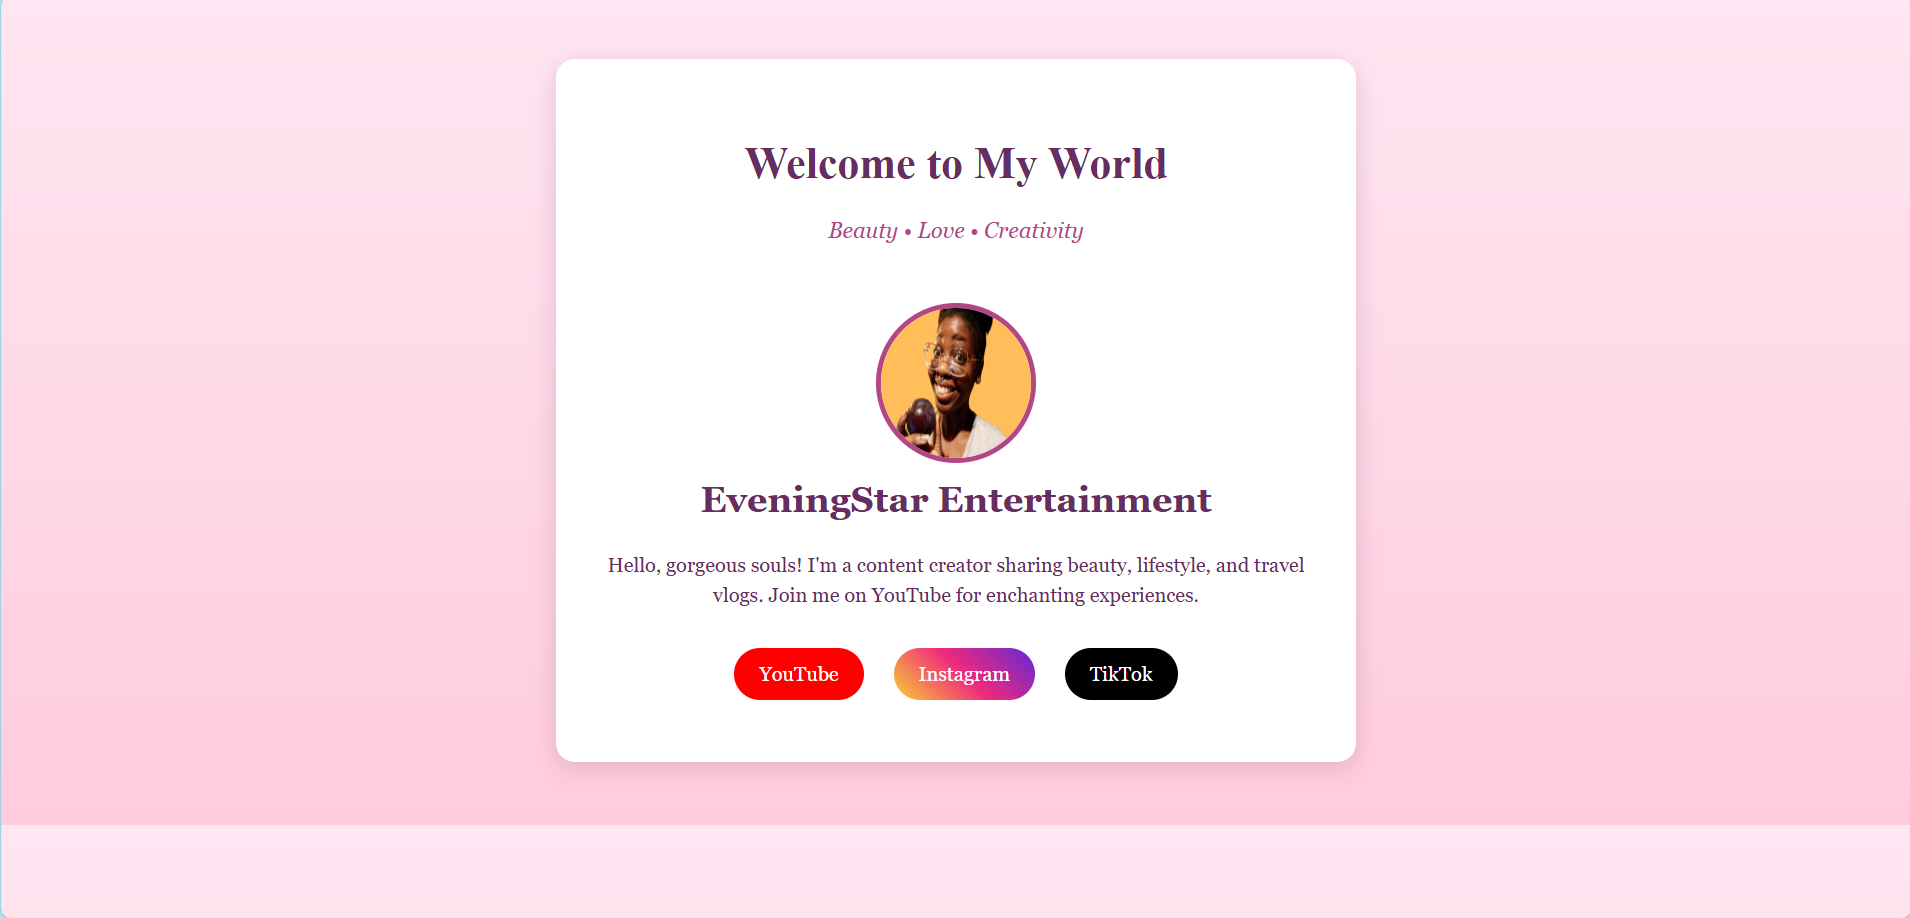 Welcome to My World
Beauty • Love • Creativity
EveningStar Entertainment
Hello, gorgeous souls! I'm a content creator sharing beauty, lifestyle, and travel
vlogs. Join me on YouTube for enchanting experiences.
YouTube
Instagram
TikTok